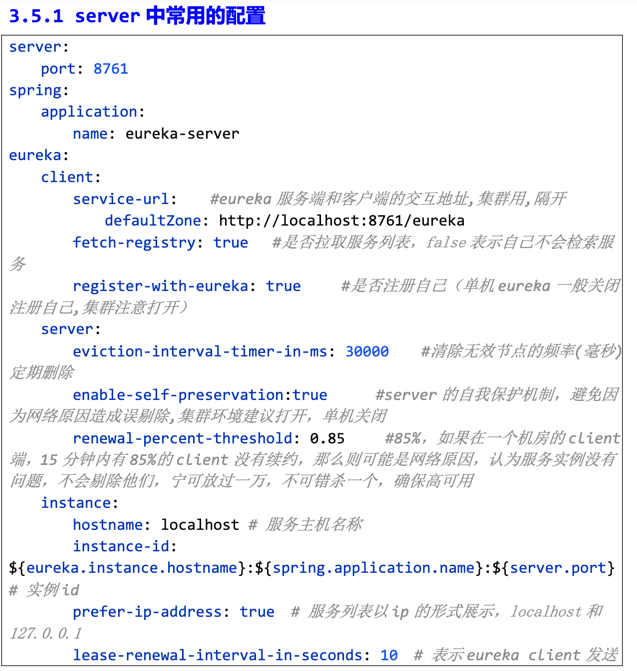 3.5.1 server 中常用的配置
server:
port: 8761
spring:
application:
name: eureka-server
eureka:
client:
service-url: #eureka 服务端和客户端的交互地址,集群用,隔开
defaultZone: http://localhost:8761/eureka
fetch-registry: true #是否拉取服务列表，false 表示自己不会检索服
务
register-with-eureka: true #是否注册自己（单机 eureka 一般关闭
注册自己,集群注意打开）
server:
eviction-interval-timer-in-ms: 30000 #清除无效节点的频率(毫秒)
定期删除
enable-self-preservation:true #server 的自我保护机制，避免因
为网络原因造成误剔除,集群环境建议打开，单机关闭
renewal-percent-threshold: 0.85 #85%，如果在一个机房的 client
端，15 分钟内有 85%的 client 没有续约，那么则可能是网络原因，认为服务实例没有
问题，不会剔除他们，宁可放过一万，不可错杀一个，确保高可用
instance:
hostname: localhost # 服务主机名称
instance-id:
${eureka.instance.hostname}:${spring.application.name}:${server.port}
# 实例 id
prefer-ip-address: true # 服务列表以 ip 的形式展示，localhost 和
127.0.0.1
lease-renewal-interval-in-seconds: 10 # 表示 eureka client 发送